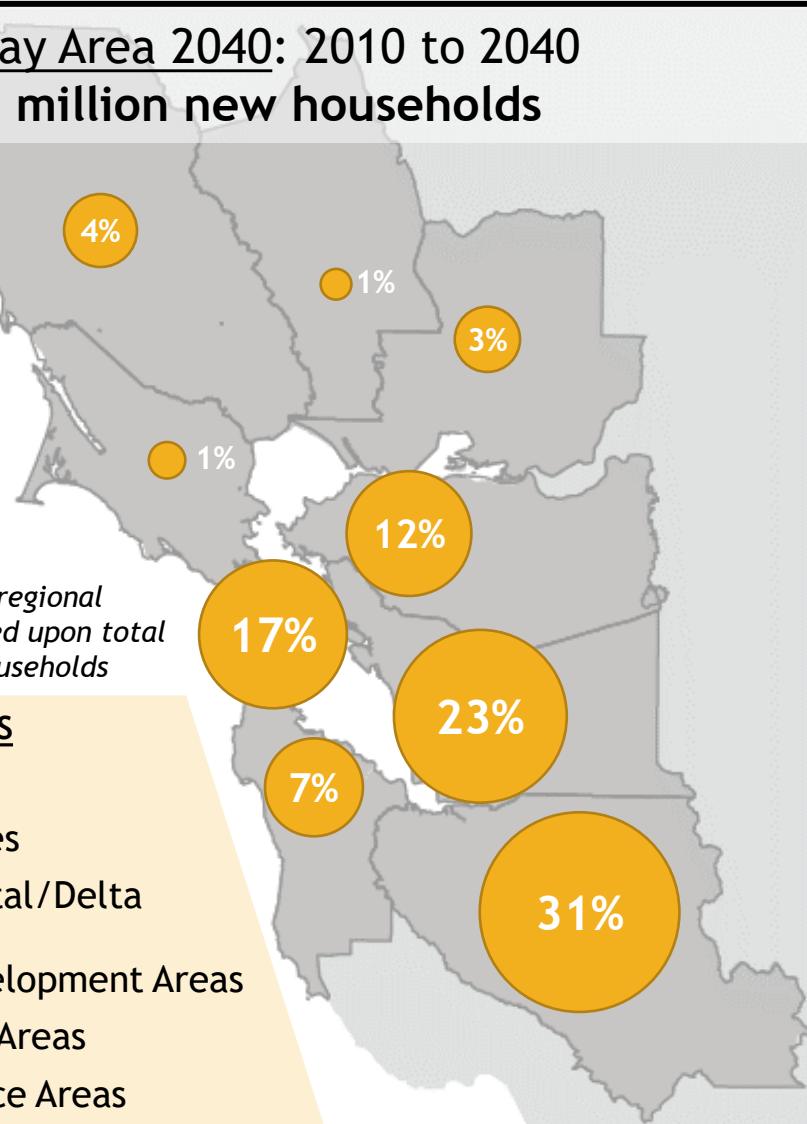 ay Area 2040: 2010 to 2040
million new households
4%
1%
3%
1%
12%
regional
ed upon total
useholds
17%
23%
s
7%
es
tal/Delta
31%
elopment Areas
Areas
ce Areas